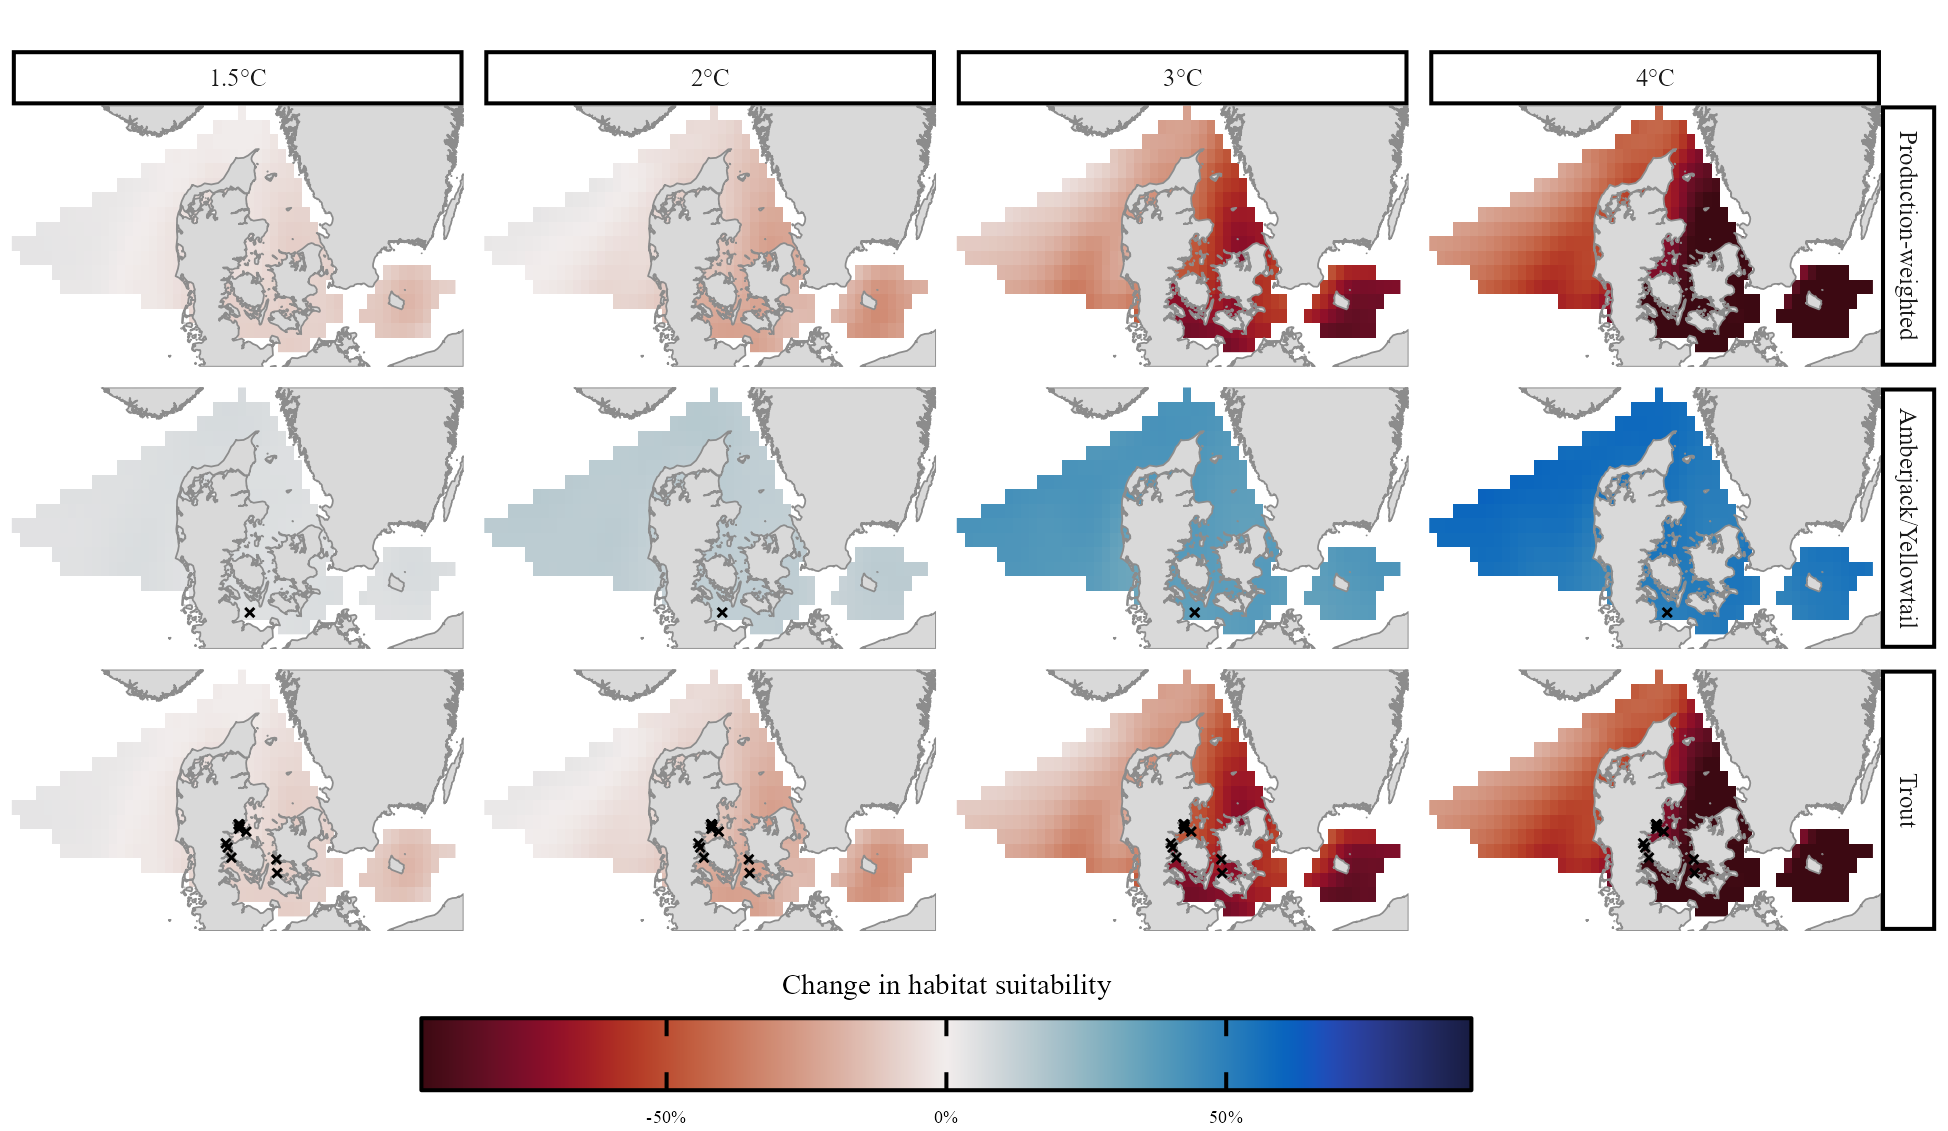 1.5°C
2°C
3°C
4°C
Production-weighted
Amberjack/Yellowtail
Trout
Change in habitat suitability
-50%
0%
50%